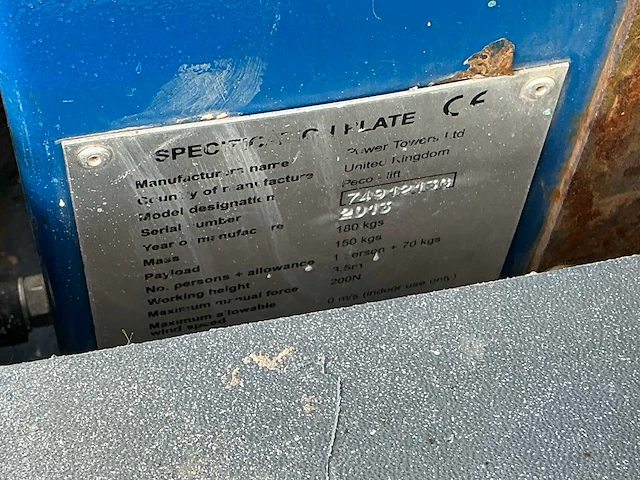 SPECIFICATION PLATE CE
Manufacturers name Power Towers Ltd
Country of manufacture United Kingdom
Model designation Peco lift
Serial number
Year of manufacture 2013
Mass 180 kgs
Payload 150 kgs
No. persons + allowance 1 person + 70 kgs
Working height 3.5m
Maximum manual force 200N
Maximum allowable 0 m/s (indoor use only)
wind speed